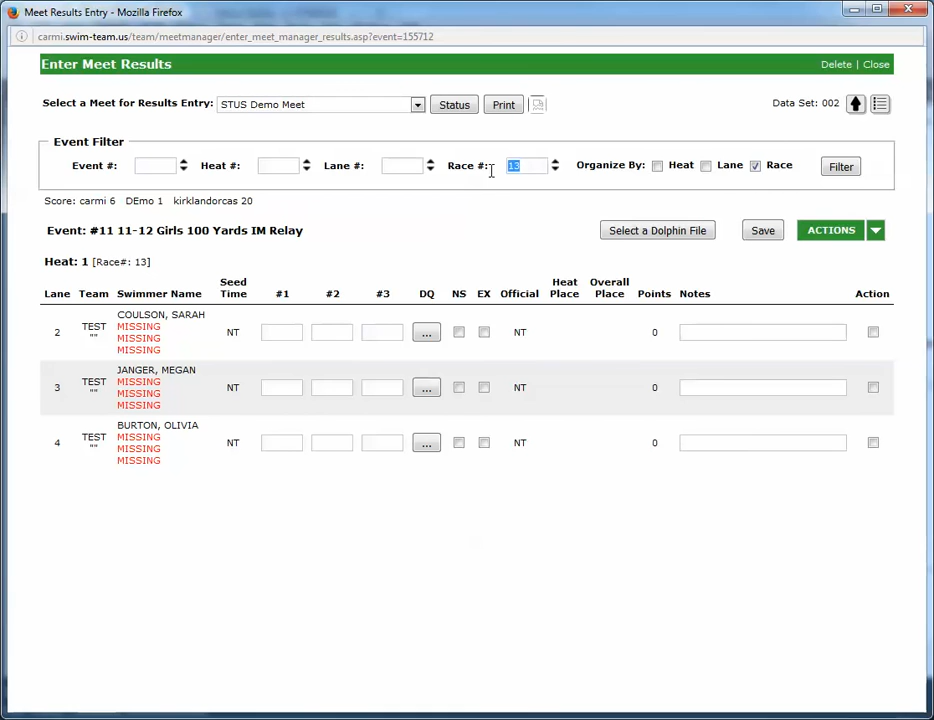 Meet Results Entry - Mozilla Firefox
carmi.swim-team.us/team/meetmanager/enter_meet_manager_results.asp?event=155712
Enter Meet Results Delete | Close
Select a Meet for Results Entry: STUS Demo Meet Status Print Data Set: 002
Event Filter
Event #: Heat #: Lane #: Race #: 13 Organize By: Heat Lane Race Filter
Score: carmi 6 DEmo 1 kirklandorcas 20
Event: #11 11-12 Girls 100 Yards IM Relay Select a Dolphin File Save ACTIONS
Heat: 1 [Race#: 13]
Lane Team Swimmer Name Seed Time #1 #2 #3 DQ NS EX Official Heat Place Overall Place Points Notes Action
2 TEST "" COULSON, SARAH NT ... NT 0
MISSING
MISSING
MISSING
3 TEST "" JANGER, MEGAN NT ... NT 0
MISSING
MISSING
MISSING
4 TEST "" BURTON, OLIVIA NT ... NT 0
MISSING
MISSING
MISSING